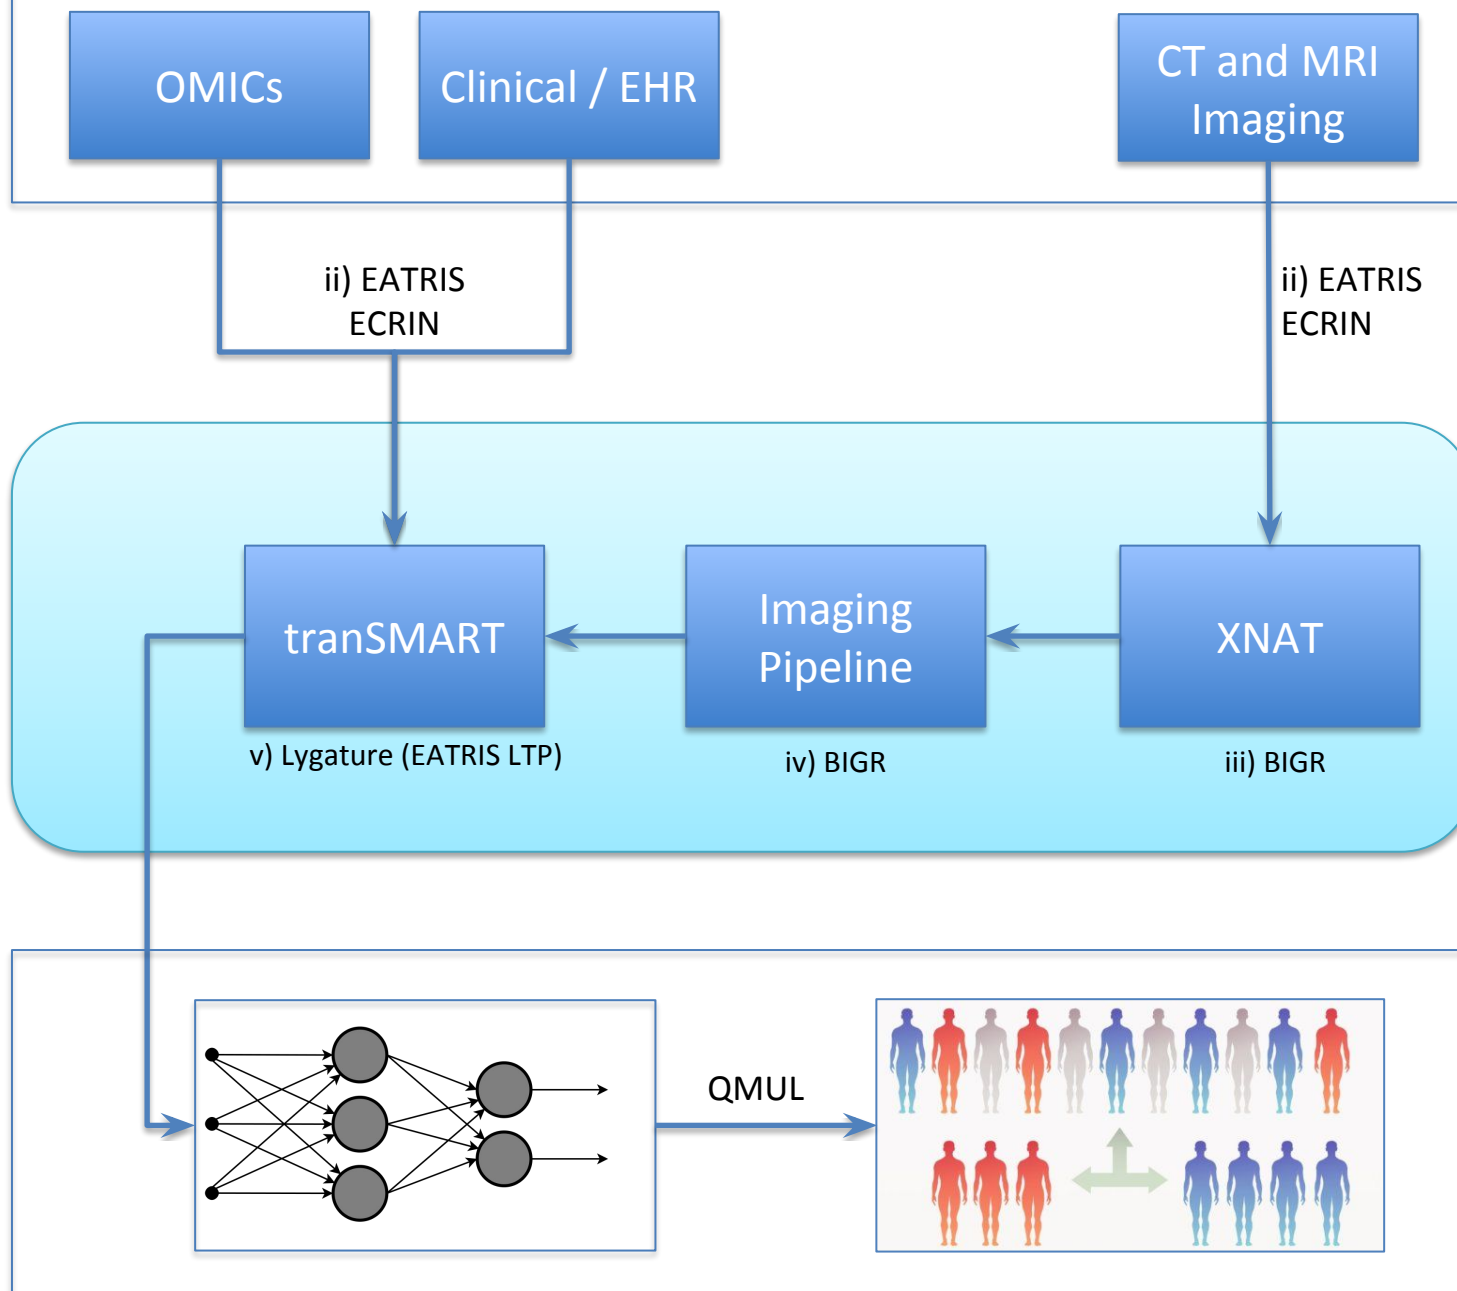 OMICs
Clinical / EHR
CT and MRI
Imaging
ii) EATRIS
ECRIN
ii) EATRIS
ECRIN
tranSMART
Imaging
Pipeline
XNAT
v) Lygature (EATRIS LTP)
iv) BIGR
iii) BIGR
QMUL